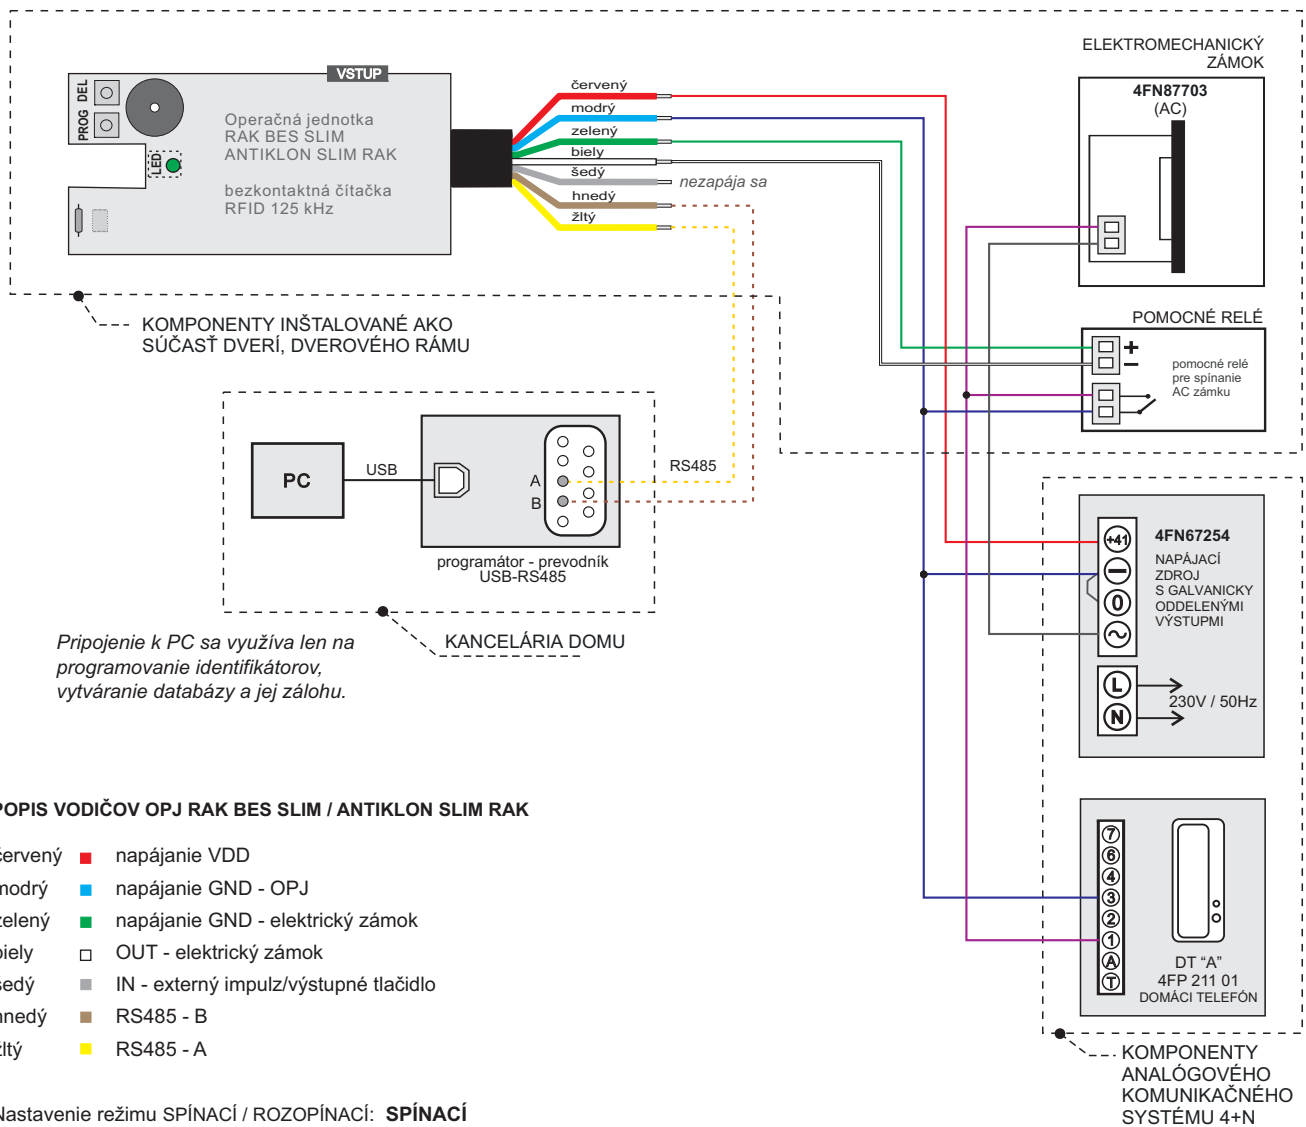 ELEKTROMECHANICKÝ
ZÁMOK
4FN87703
(AC)
VSTUP
PROG DEL
LED
Operačná jednotka
RAK BES SLIM
ANTIKLON SLIM RAK
bezkontaktná čítačka
RFID 125 kHz
červený
modrý
zelený
biely
šedý
nezapája sa
hnedý
žltý
KOMPONENTY INŠTALOVANÉ AKO
SÚČASŤ DVERÍ, DVEROVÉHO RÁMU
POMOCNÉ RELÉ
+
−
pomocné relé
pre spínanie
AC zámku
PC
USB
A
B
RS485
programátor - prevodník
USB-RS485
KANCELÁRIA DOMU
Pripojenie k PC sa využíva len na
programovanie identifikátorov,
vytváranie databázy a jej zálohu.
+41
−
0
~
L
N
4FN67254
NAPÁJACÍ
ZDROJ
S GALVANICKY
ODDELENÝMI
VÝSTUPMI
230V / 50Hz
7
6
4
3
2
1
A
T
DT “A”
4FP 211 01
DOMÁCI TELEFÓN
KOMPONENTY
ANALÓGOVÉHO
KOMUNIKAČNÉHO
SYSTÉMU 4+N
POPIS VODIČOV OPJ RAK BES SLIM / ANTIKLON SLIM RAK
červený napájanie VDD
modrý napájanie GND - OPJ
zelený napájanie GND - elektrický zámok
biely OUT - elektrický zámok
šedý IN - externý impulz/výstupné tlačidlo
hnedý RS485 - B
žltý RS485 - A
Nastavenie režimu SPÍNACÍ / ROZOPÍNACÍ: SPÍNACÍ